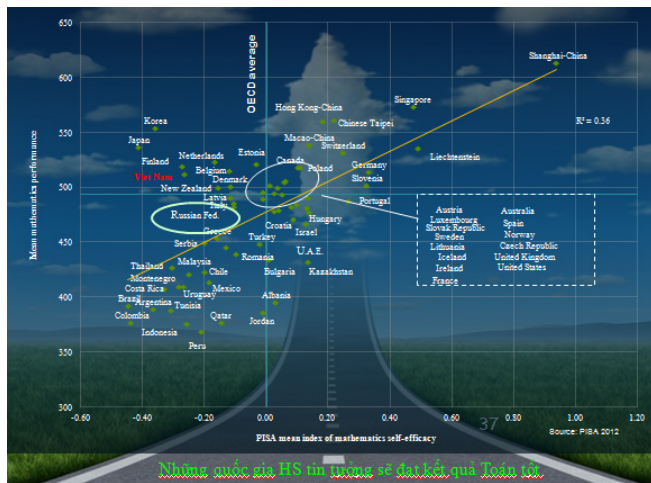 650
600
550
500
450
400
350
300
Mean mathematics performance
OECD average
Shanghai-China
Singapore
Hong Kong-China
Chinese Taipei
Korea
R² = 0.36
Macao-China
Japan
Switzerland
Liechtenstein
Estonia
Netherlands
Finland
Canada
Poland
Germany
Belgium
Viet Nam
Denmark
Slovenia
New Zealand
Latvia
Portugal
Italy
Russian Fed.
Hungary
Croatia
Israel
Greece
Turkey
Serbia
U.A.E.
Romania
Malaysia
Thailand
Bulgaria
Kazakhstan
Chile
Montenegro
Costa Rica
Mexico
Uruguay
Albania
Brazil
Argentina
Tunisia
Colombia
Qatar
Jordan
Indonesia
Peru
Austria
Luxembourg
Slovak Republic
Sweden
Lithuania
Iceland
Ireland
France
Australia
Spain
Norway
Czech Republic
United Kingdom
United States
-0.60 -0.40 -0.20 0.00 0.20 0.40 0.60 0.80 1.00 1.20
37
PISA mean index of mathematics self-efficacy
Source: PISA 2012
Những quốc gia HS tin tưởng sẽ đạt kết quả Toán tốt